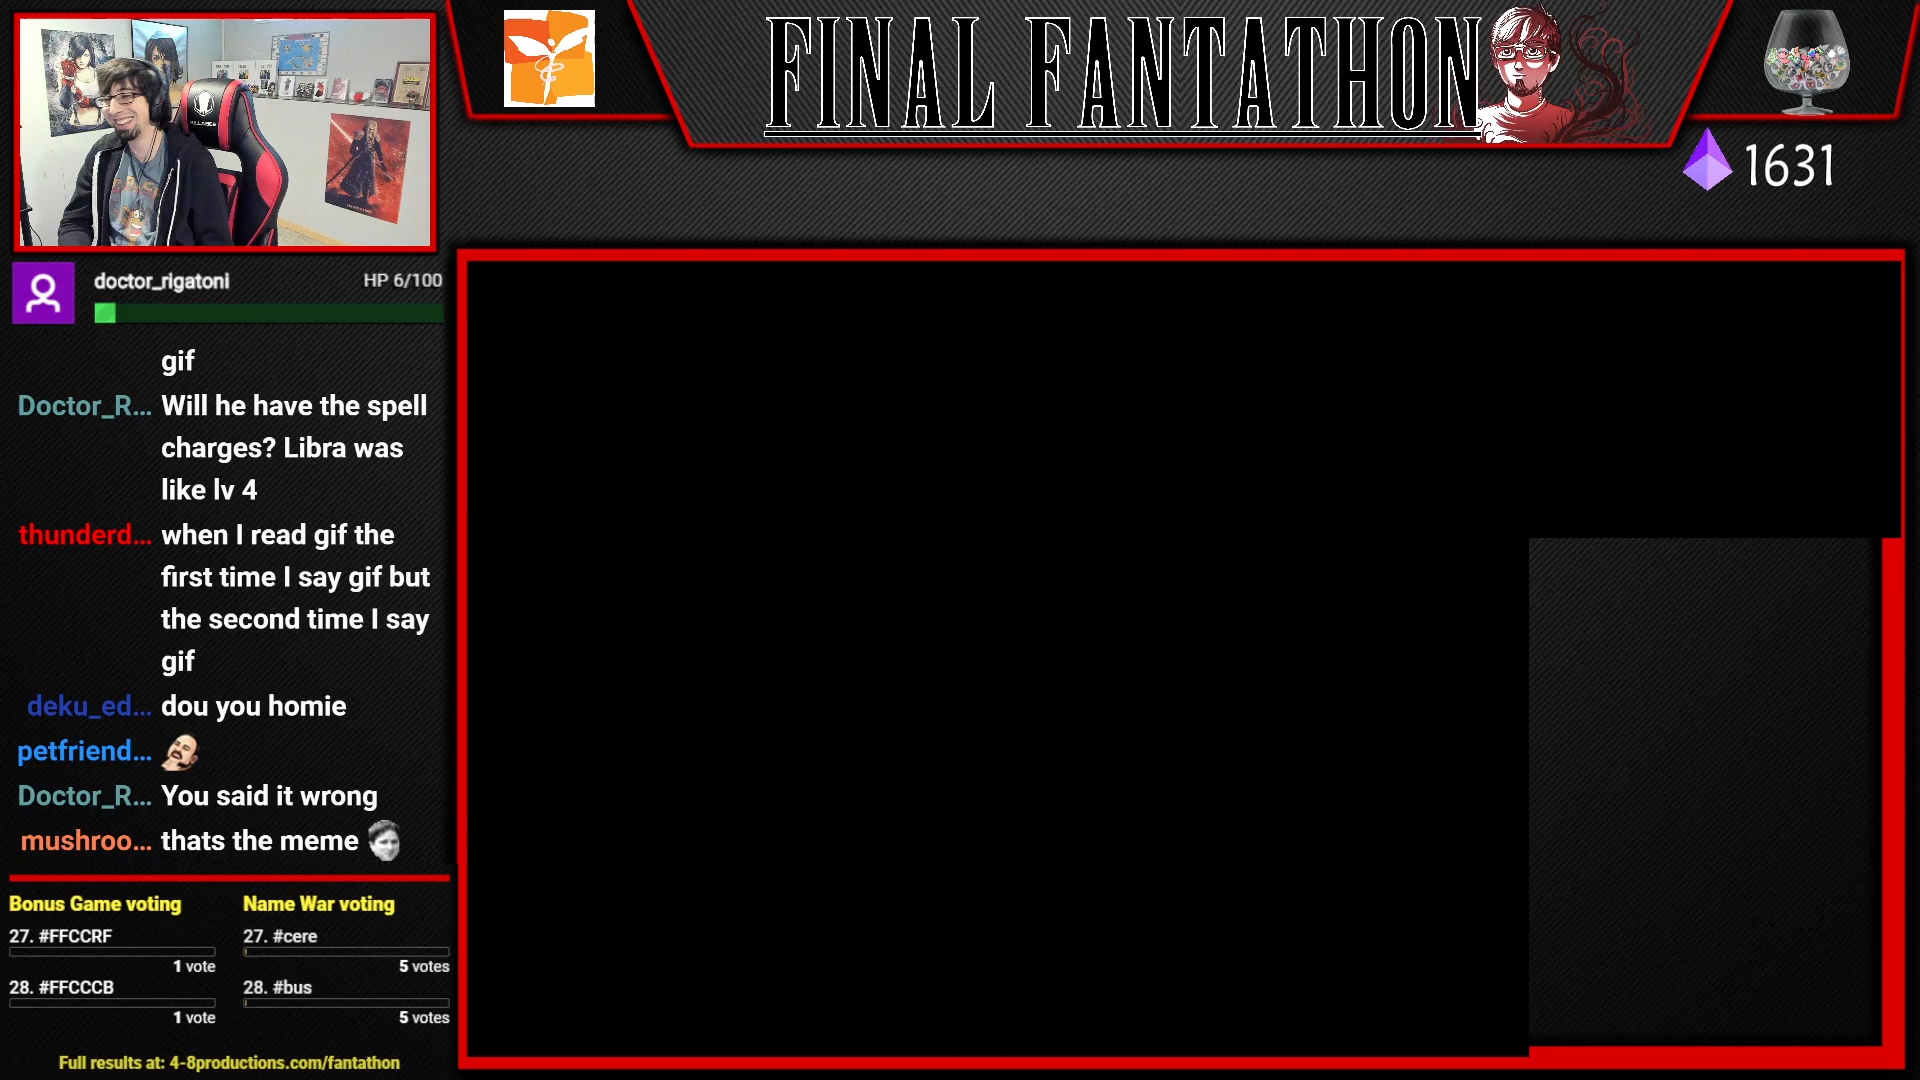 FINAL FANTATHON
1631
doctor_rigatoni HP 6/100
gif
Doctor_R... Will he have the spell
charges? Libra was
like lv 4
thunderd... when I read gif the
first time I say gif but
the second time I say
gif
deku_ed... dou you homie
petfriend...
Doctor_R... You said it wrong
mushroo... thats the meme
Bonus Game voting
27. #FFCCRF
1 vote
28. #FFCCCB
1 vote
Name War voting
27. #cere
5 votes
28. #bus
5 votes
Full results at: 4-8productions.com/fantathon